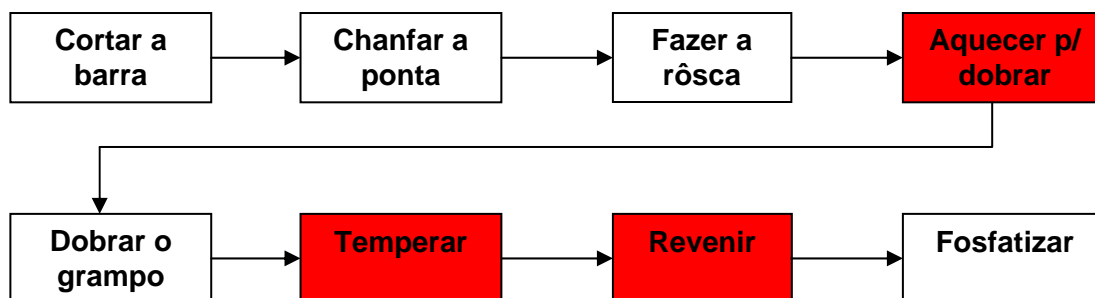 Cortar a
barra
Chanfar a
ponta
Fazer a
rôsca
Aquecer p/
dobrar
Dobrar o
grampo
Temperar
Revenir
Fosfatizar